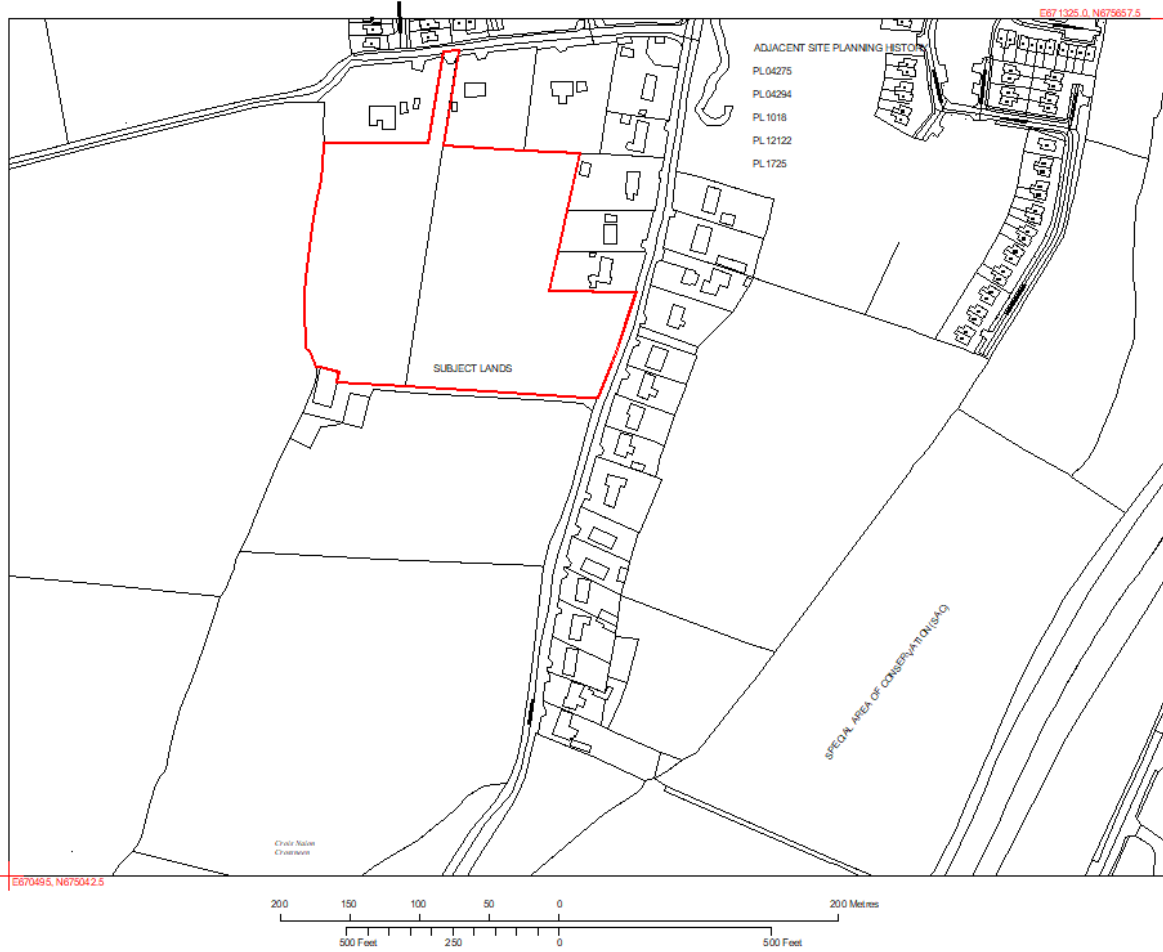 E671325.0, N675657.5
ADJACENT SITE PLANNING HISTORY
PL04275
PL04294
PL1018
PL12122
PL1725
SUBJECT LANDS
SPECIAL AREA OF CONSERVATION (SAC)
Crois Naion
Cromneen
E670495, N675042.5
200 150 100 50 0 200 Metres
500 Feet 250 0 500 Feet